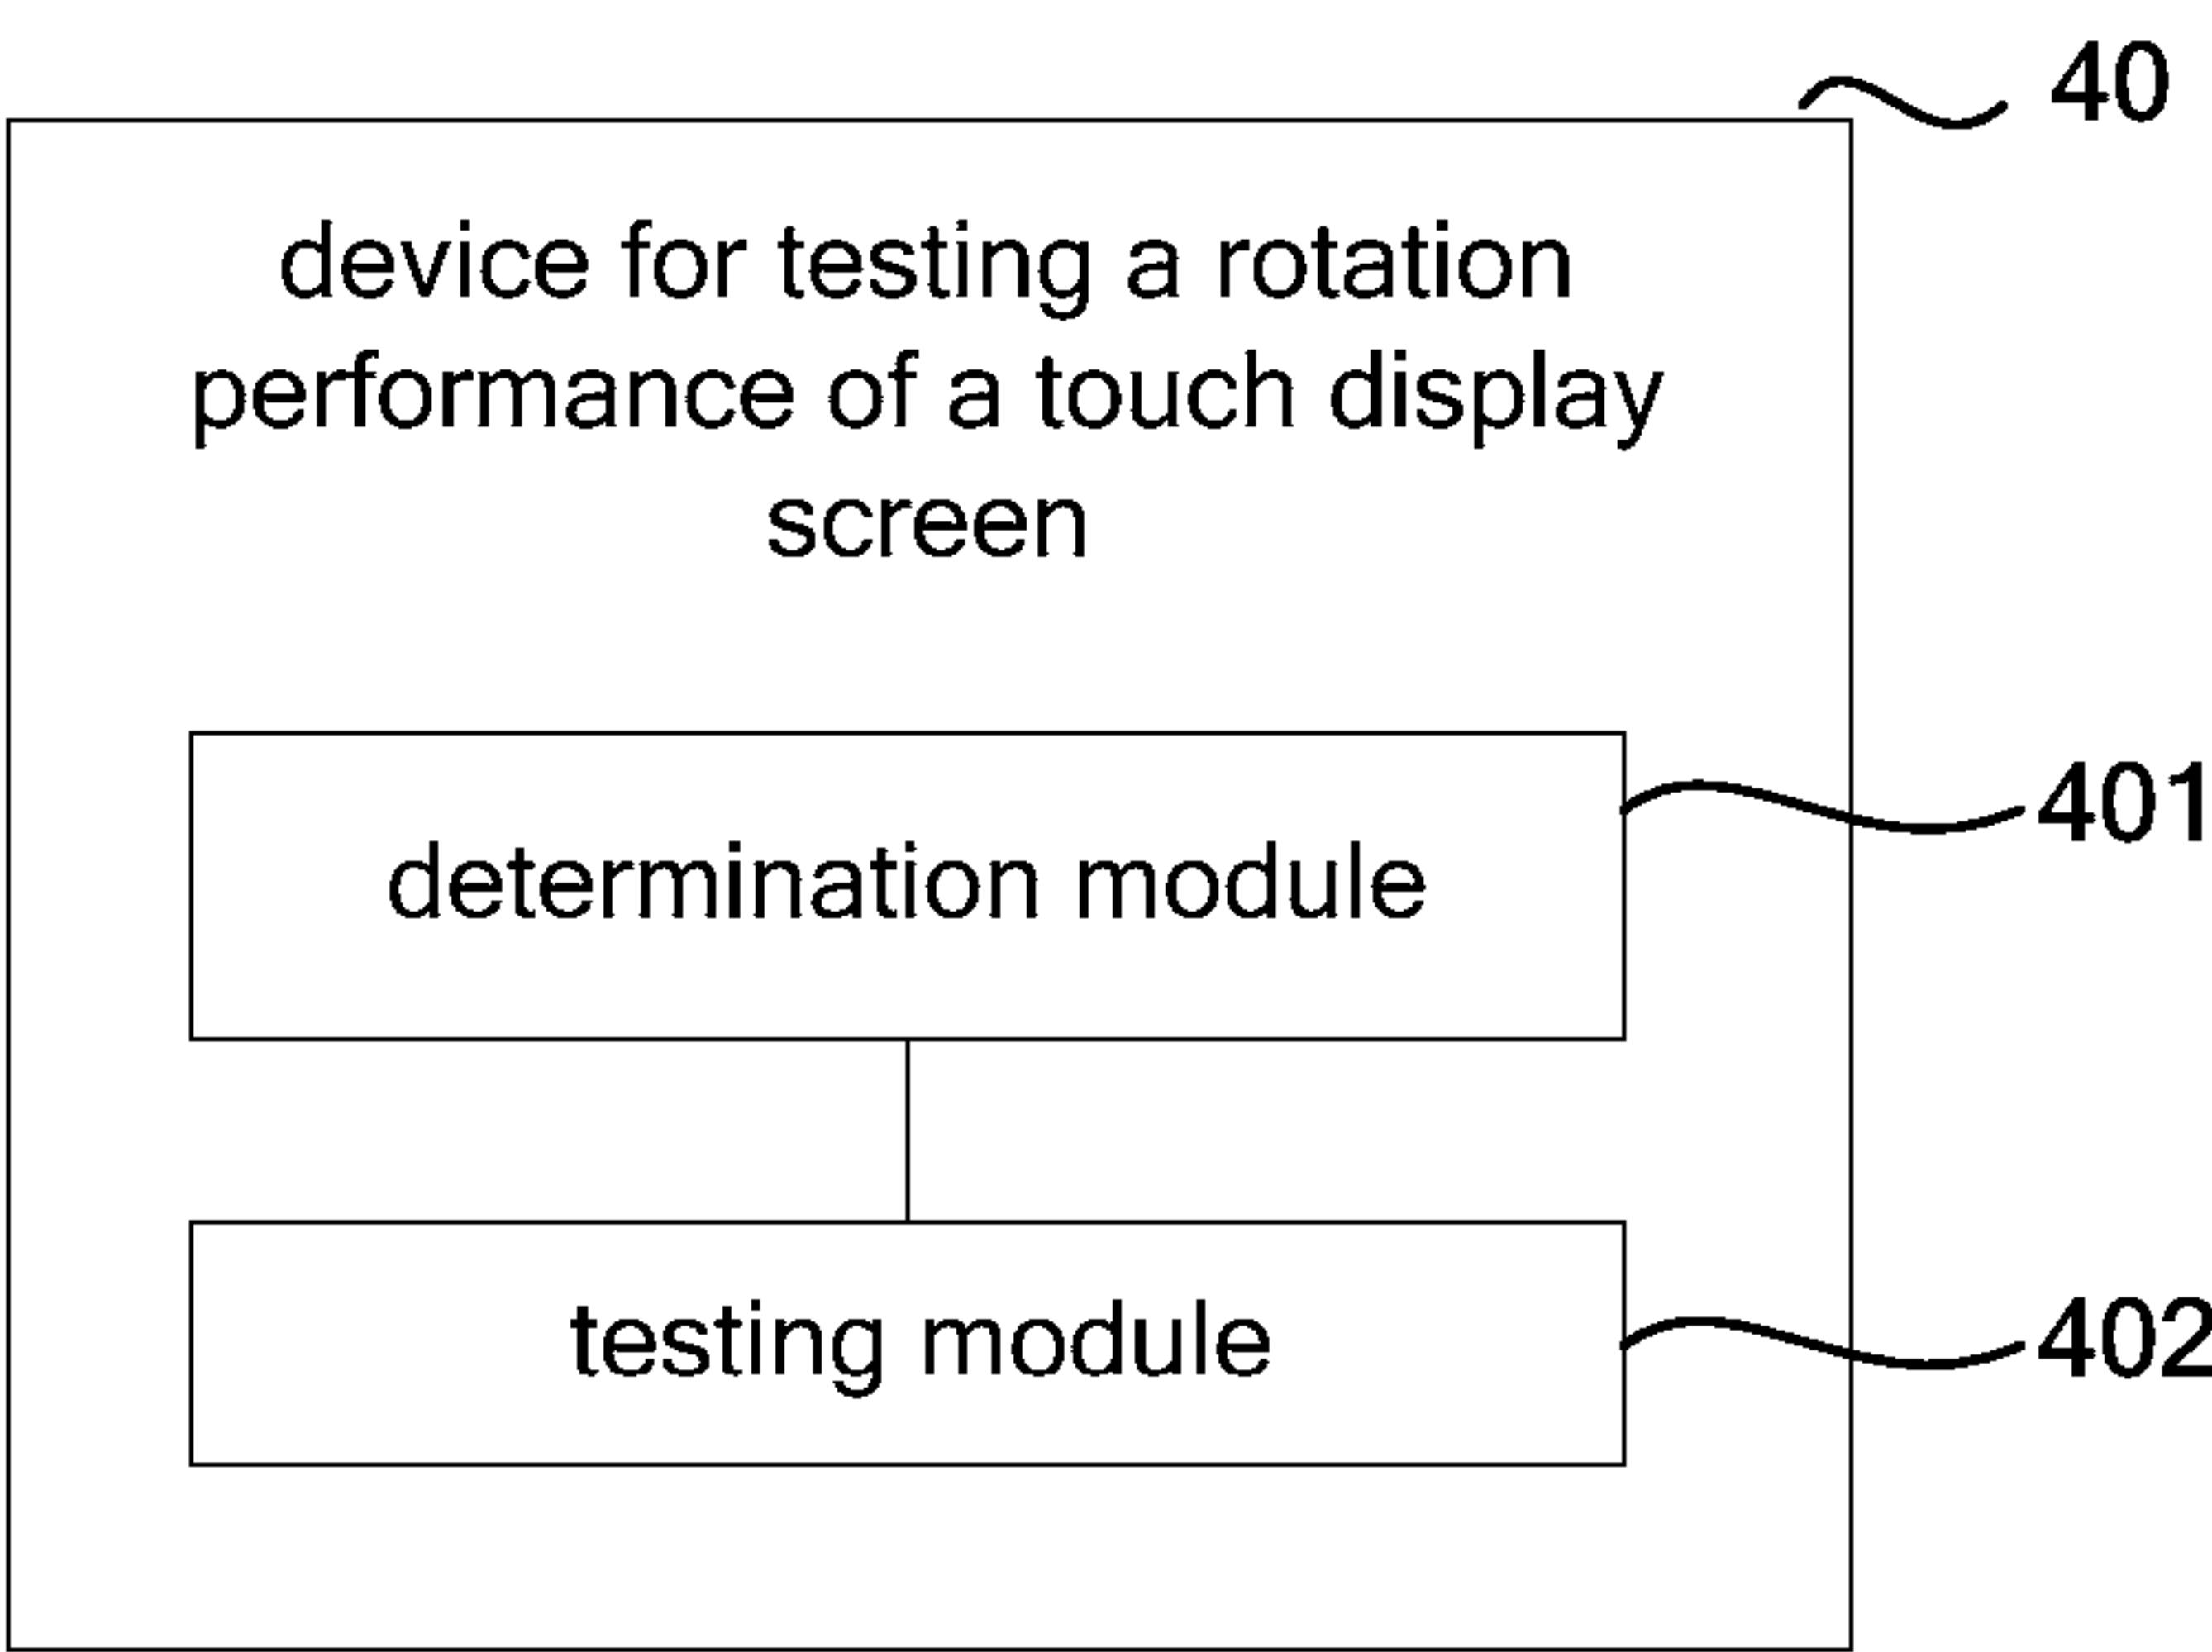 40
device for testing a rotation
performance of a touch display
screen
401
determination module
testing module
402